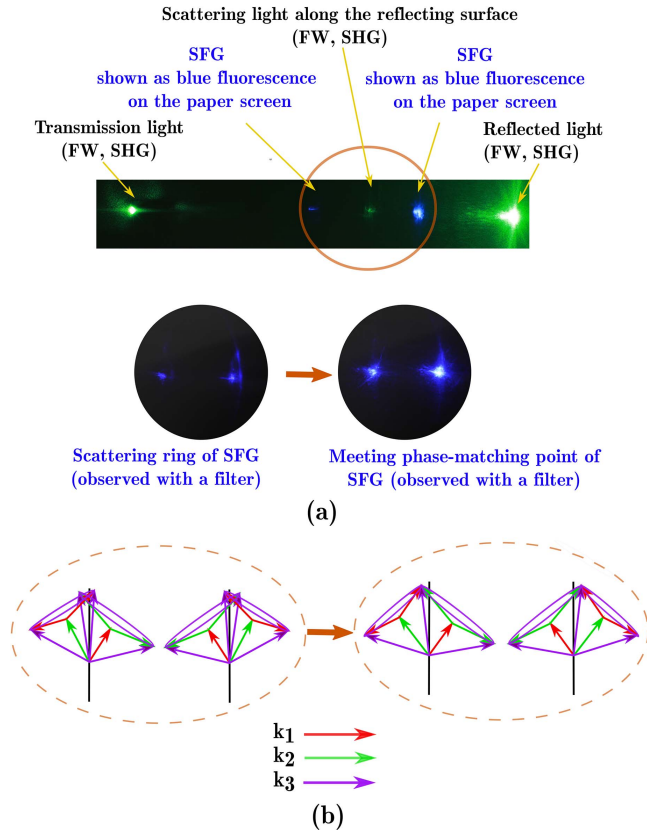 Scattering light along the reflecting surface
(FW, SHG)
SFG
shown as blue fluorescence
on the paper screen
SFG
shown as blue fluorescence
on the paper screen
Transmission light
(FW, SHG)
Reflected light
(FW, SHG)
Scattering ring of SFG
(observed with a filter)
Meeting phase-matching point of
SFG (observed with a filter)
(a)
k1
k2
k3
(b)